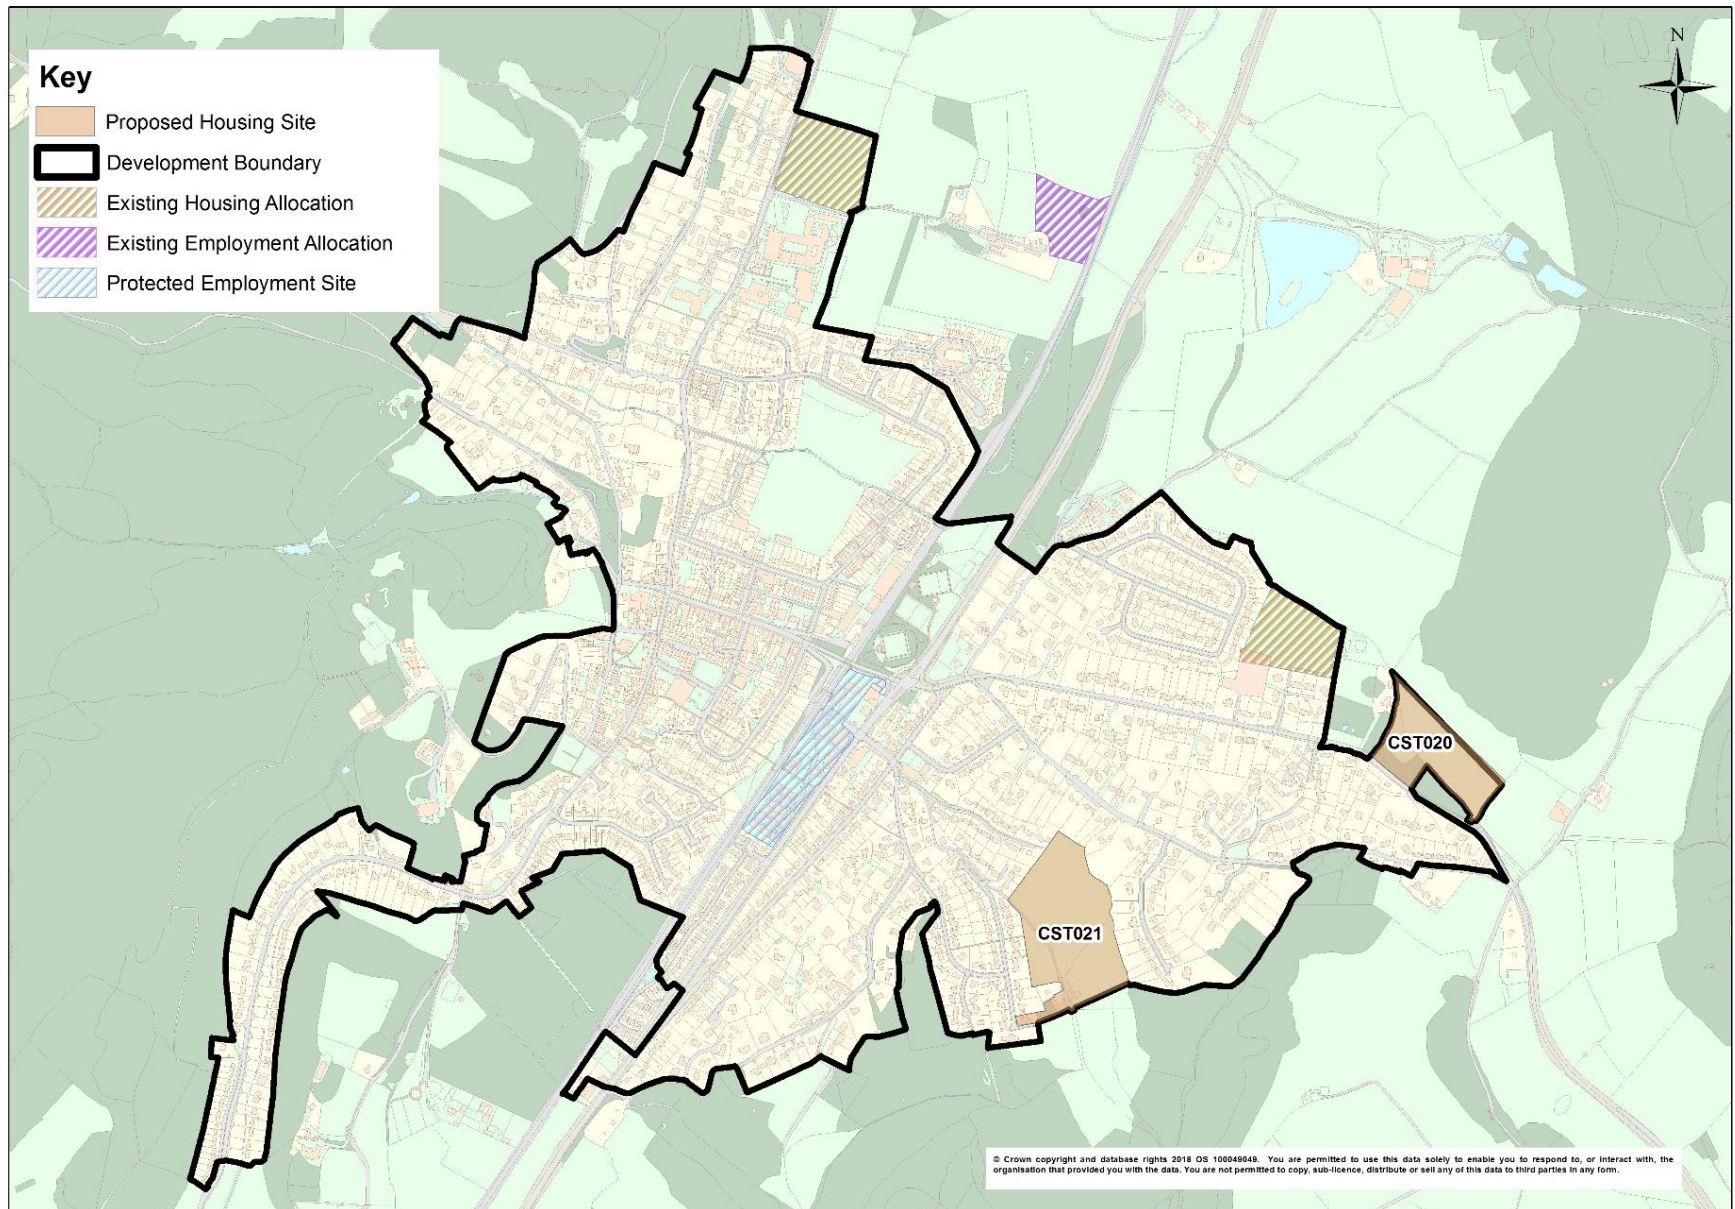 Key
Proposed Housing Site
Development Boundary
Existing Housing Allocation
Existing Employment Allocation
Protected Employment Site
N
CST020
CST021
© Crown copyright and database rights 2018 OS 100049049. You are permitted to use this data solely to enable you to respond to, or interact with, the
organisation that provided you with the data. You are not permitted to copy, sub-licence, distribute or sell any of this data to third parties in any form.